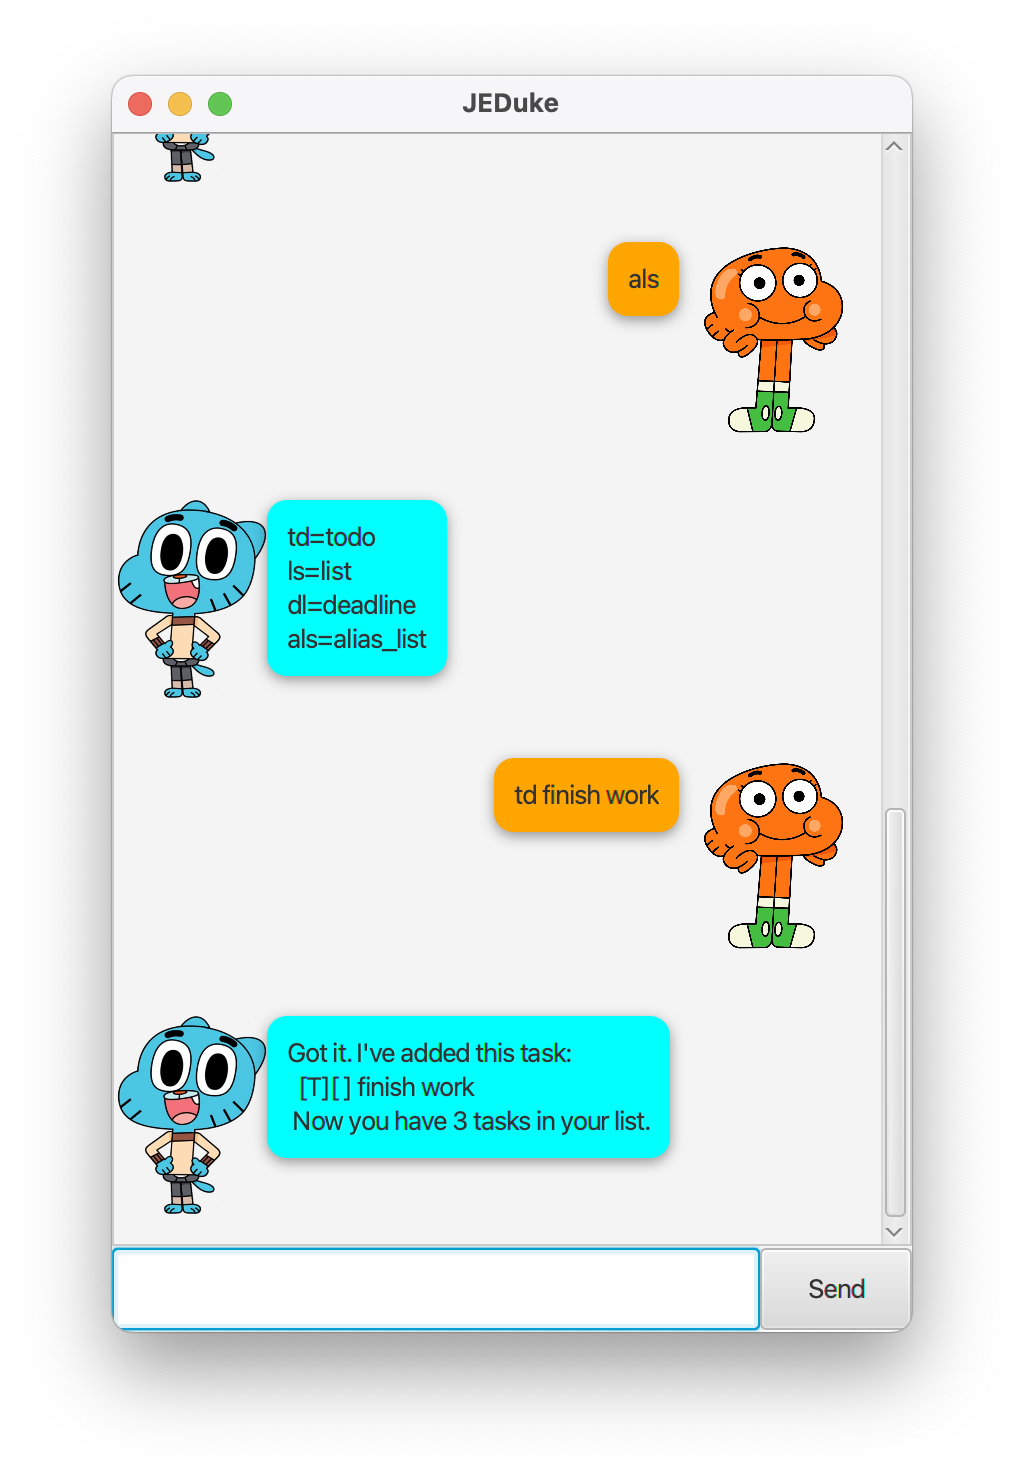 JEDuke
als
td=todo
ls=list
dl=deadline
als=alias_list
td finish work
Got it. I've added this task:
[T][ ] finish work
Now you have 3 tasks in your list.
Send